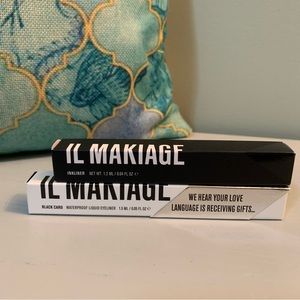 IL MAKIAGE
INKLINER NET WT. 1.2 ML / 0.04 FL OZ ℮
IL MAKIAGE
BLACK CARD WATERPROOF LIQUID EYELINER 1.5 ML / 0.05 FL OZ ℮
WE HEAR YOUR LOVE
LANGUAGE IS RECEIVING GIFTS...